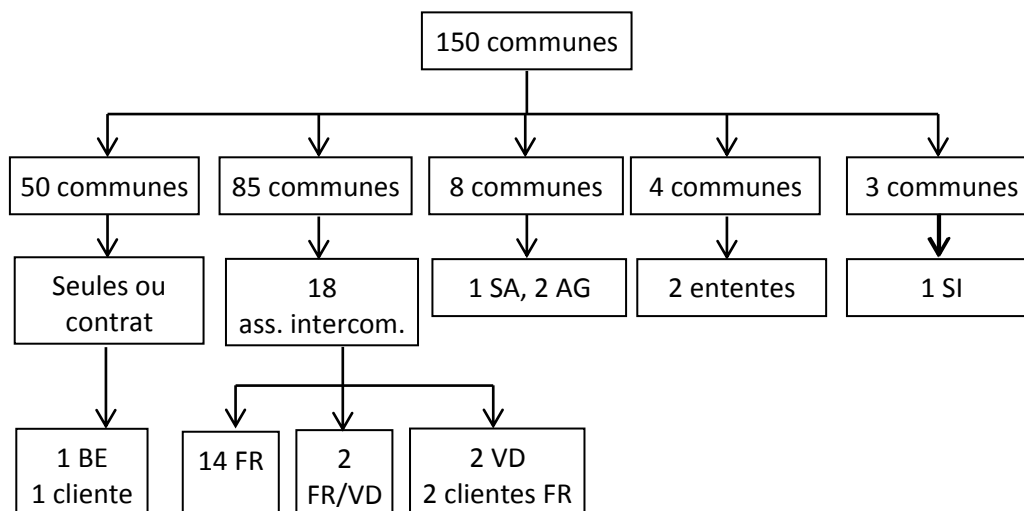 150 communes
50 communes
85 communes
8 communes
4 communes
3 communes
Seules ou
contrat
18
ass. intercom.
1 SA, 2 AG
2 ententes
1 SI
1 BE
1 cliente
14 FR
2
FR/VD
2 VD
2 clientes FR